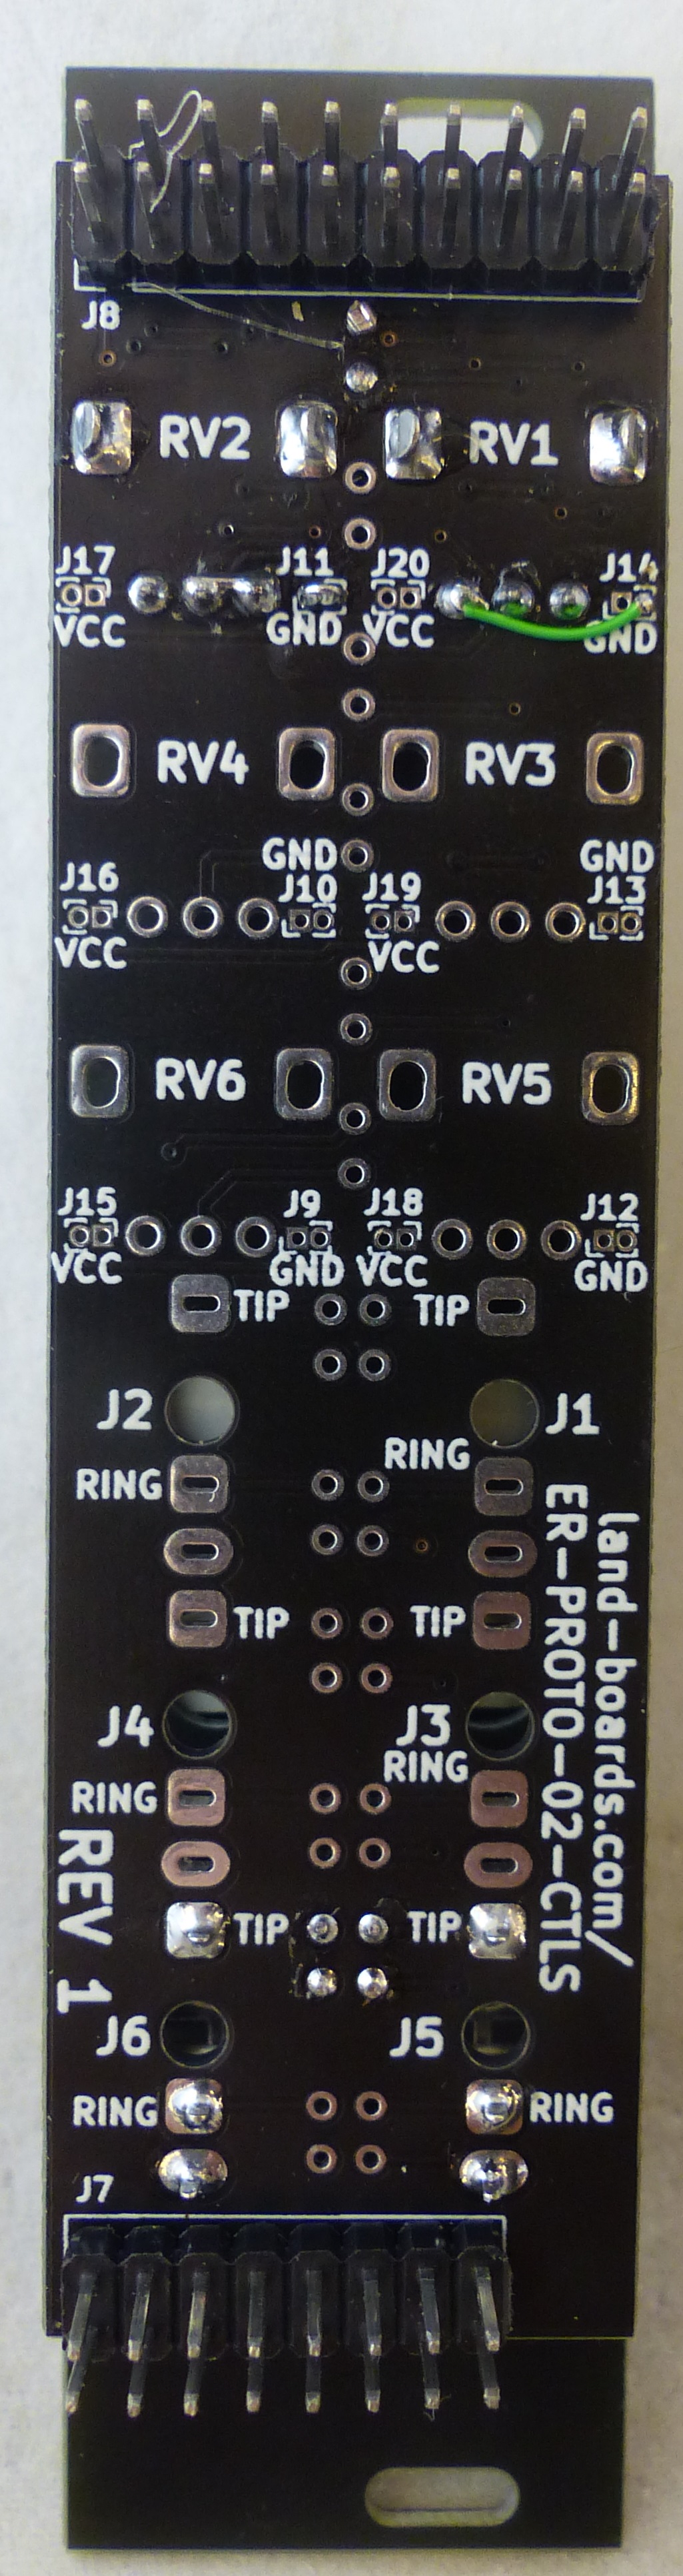 J8
RV2 RV1
J17 J11 J20 J14
VCC GND VCC GND
RV4 RV3
GND GND
J16 J10 J19 J13
VCC VCC
RV6 RV5
J15 J9 J18 J12
VCC GND VCC GND
TIP TIP
J2 J1
RING RING
TIP TIP
J4 J3
RING RING
TIP TIP
J6 J5
RING RING
J7
REV 1
land-boards.com/
ER-PROTO-02-CTLS